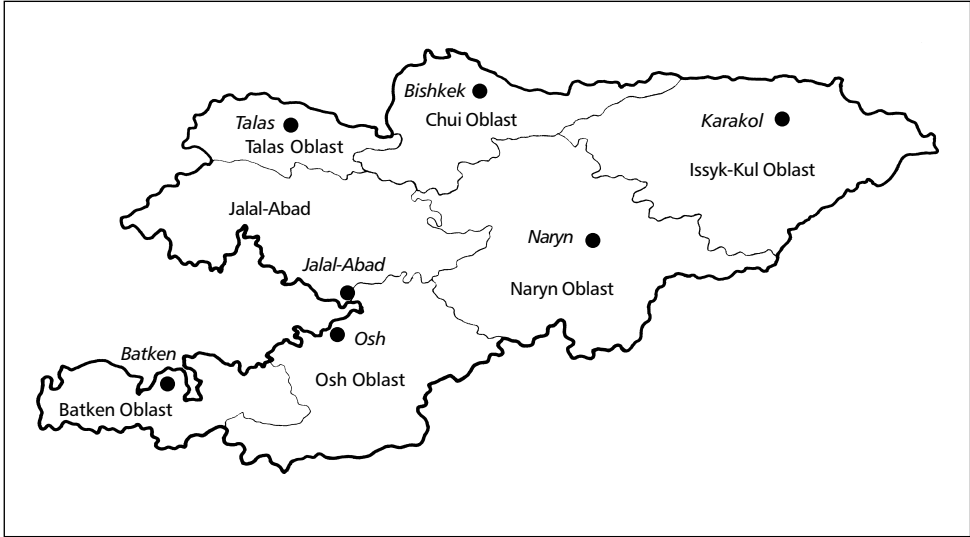 Bishkek
Chui Oblast
Talas
Talas Oblast
Karakol
Issyk-Kul Oblast
Jalal-Abad
Naryn
Jalal-Abad
Naryn Oblast
Osh
Batken
Osh Oblast
Batken Oblast